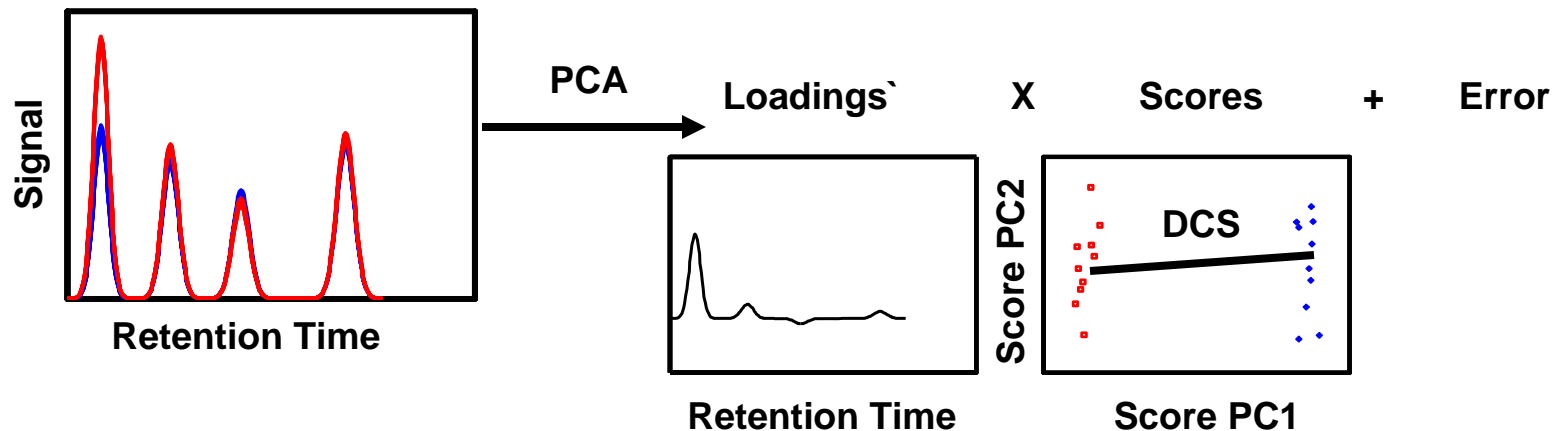 Signal
Retention Time
PCA
Loadings` X Scores + Error
Retention Time
Score PC2
DCS
Score PC1